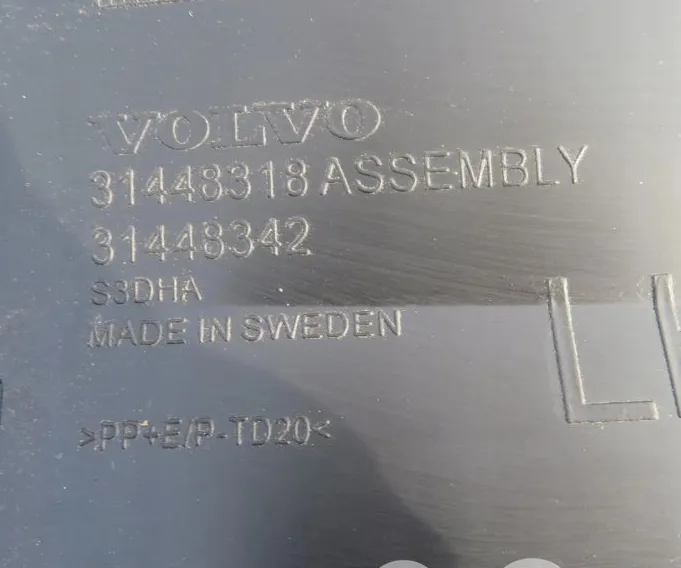 VOLVO
31448318 ASSEMBLY
31448342
S3DHA
MADE IN SWEDEN
>PP+E/P-TD20<